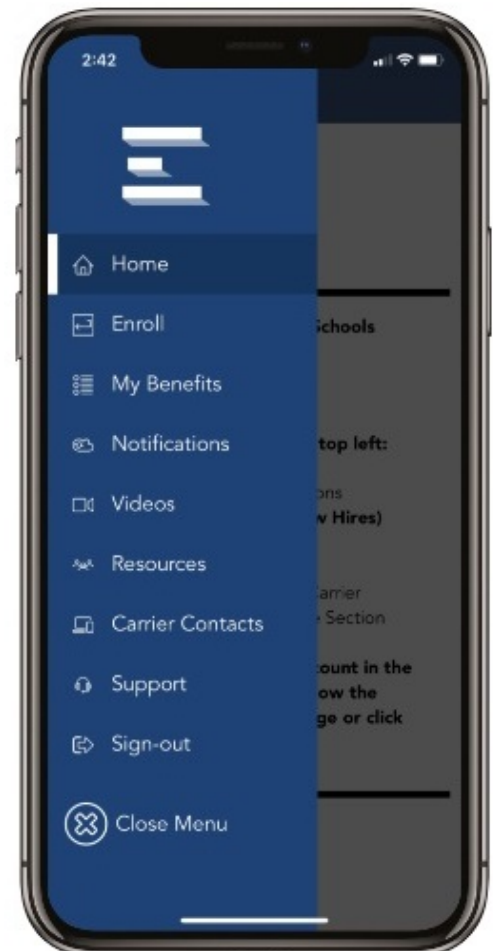 2:42
Home
Enroll
Schools
My Benefits
Notifications
top left:
Videos
ons
w Hires)
Resources
Carrier
Carrier Contacts
Section
Support
ount in the
ow the
ge or click
Sign-out
Close Menu